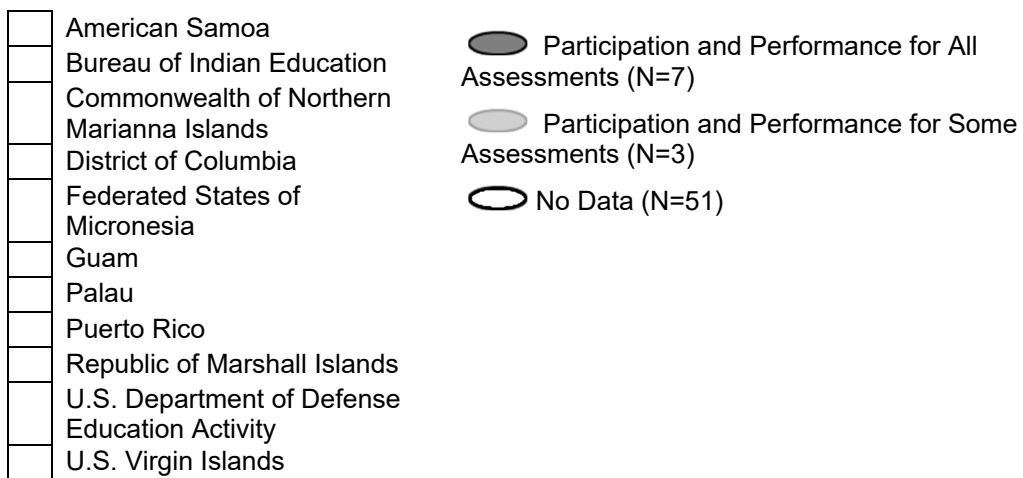 American Samoa
Bureau of Indian Education
Commonwealth of Northern
Marianna Islands
District of Columbia
Federated States of
Micronesia
Guam
Palau
Puerto Rico
Republic of Marshall Islands
U.S. Department of Defense
Education Activity
U.S. Virgin Islands
Participation and Performance for All
Assessments (N=7)
Participation and Performance for Some
Assessments (N=3)
No Data (N=51)